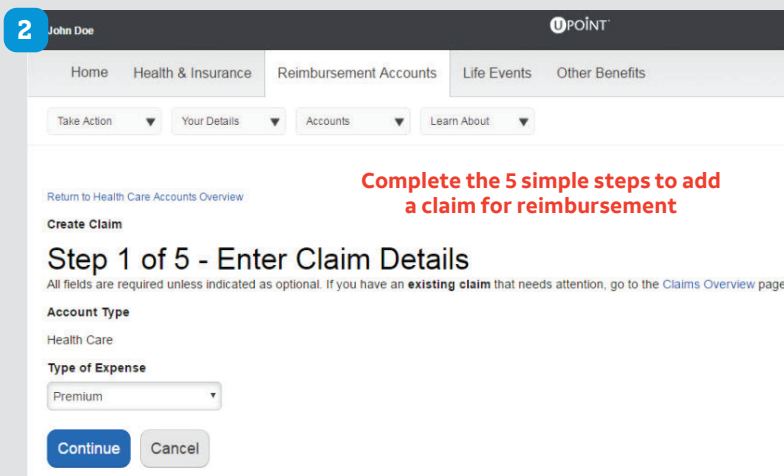 2
John Doe
UPOINT
Home Health & Insurance Reimbursement Accounts Life Events Other Benefits
Take Action Your Details Accounts Learn About
Complete the 5 simple steps to add
a claim for reimbursement
Return to Health Care Accounts Overview
Create Claim
Step 1 of 5 - Enter Claim Details
All fields are required unless indicated as optional. If you have an existing claim that needs attention, go to the Claims Overview page
Account Type
Health Care
Type of Expense
Premium
Continue Cancel